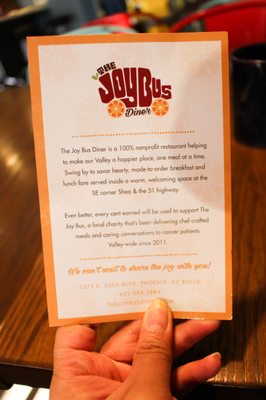 THE
JOYBUS
Diner
The Joy Bus Diner is a 100% nonprofit restaurant helping
to make our Valley a happier place, one meal at a time.
Swing by to savor hearty, made-to-order breakfast and
lunch fare served inside a warm, welcoming space at the
SE corner Shea & the 51 highway.
Even better, every cent earned will be used to support The
Joy Bus, a local charity that's been delivering chef-crafted
meals and caring conversations to cancer patients
Valley-wide since 2011.
We can't wait to share the joy with you!
3375 E. SHEA BLVD. PHOENIX, AZ 85028